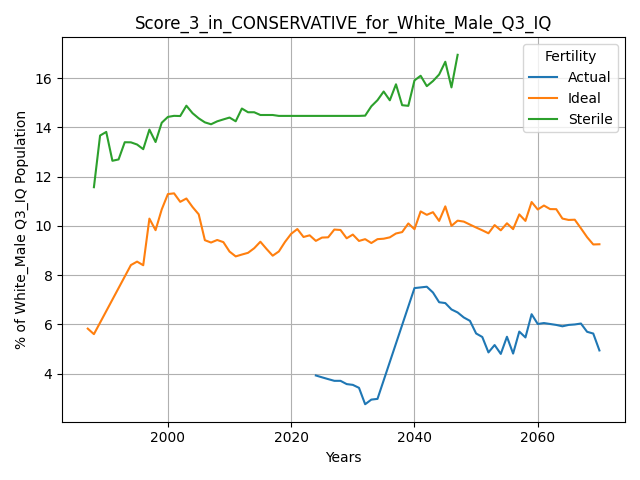 Score_3_in_CONSERVATIVE_for_White_Male_Q3_IQ
Fertility
Actual
Ideal
Sterile
% of White_Male Q3_IQ Population
16
14
12
10
8
6
4
2000
2020
2040
2060
Years